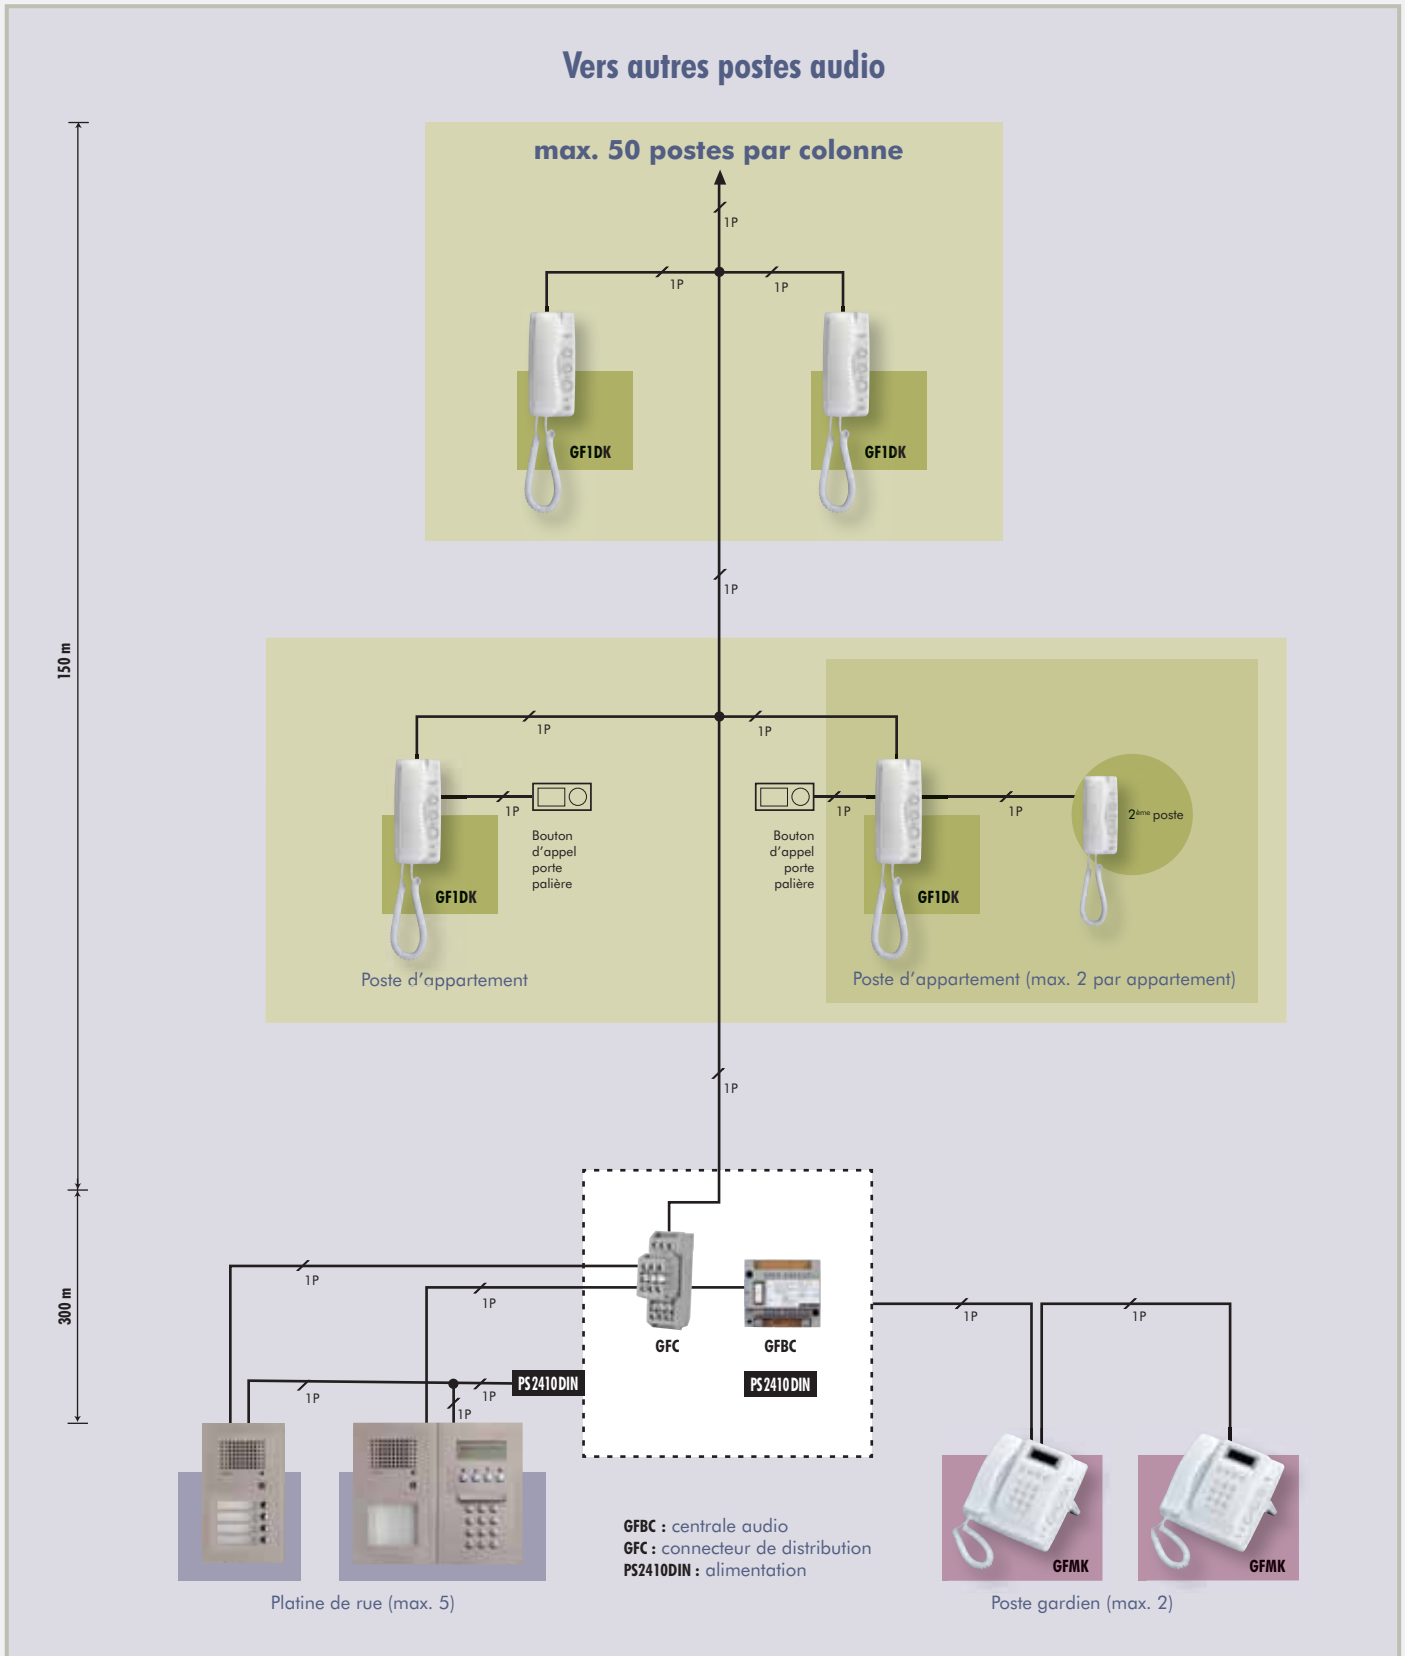 Vers autres postes audio
max. 50 postes par colonne
1P
1P
1P
GF1DK
GF1DK
1P
150 m
1P
1P
1P
1P
1P
2ème poste
Bouton
d'appel
porte
palière
Bouton
d'appel
porte
palière
GF1DK
GF1DK
Poste d'appartement
Poste d'appartement (max. 2 par appartement)
1P
300 m
1P
1P
1P
1P
GFC
GFBC
PS2410DIN
PS2410DIN
1P
1P
1P
GFBC : centrale audio
GFC : connecteur de distribution
PS2410DIN : alimentation
GFMK
GFMK
Platine de rue (max. 5)
Poste gardien (max. 2)